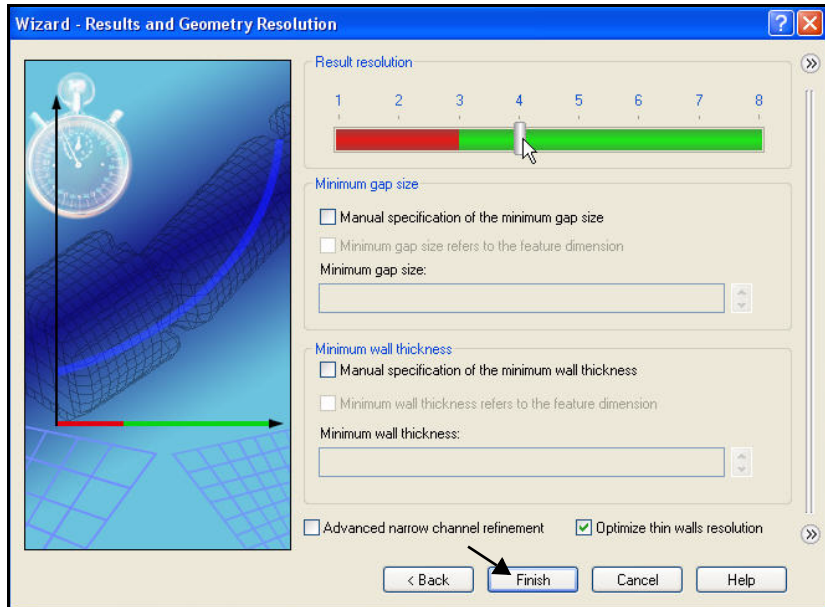 Wizard - Results and Geometry Resolution
Result resolution
1 2 3 4 5 6 7 8
Minimum gap size
Manual specification of the minimum gap size
Minimum gap size refers to the feature dimension
Minimum gap size:
Minimum wall thickness
Manual specification of the minimum wall thickness
Minimum wall thickness refers to the feature dimension
Minimum wall thickness:
Advanced narrow channel refinement Optimize thin walls resolution
< Back Finish Cancel Help